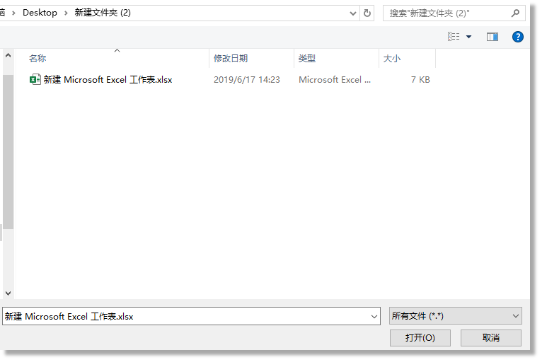 Desktop > 新建文件夹 (2)
搜索"新建文件夹 (2)"
名称 修改日期 类型 大小
新建 Microsoft Excel 工作表.xlsx 2019/6/17 14:23 Microsoft Excel ... 7 KB
新建 Microsoft Excel 工作表.xlsx
所有文件 (*.*)
打开(O) 取消